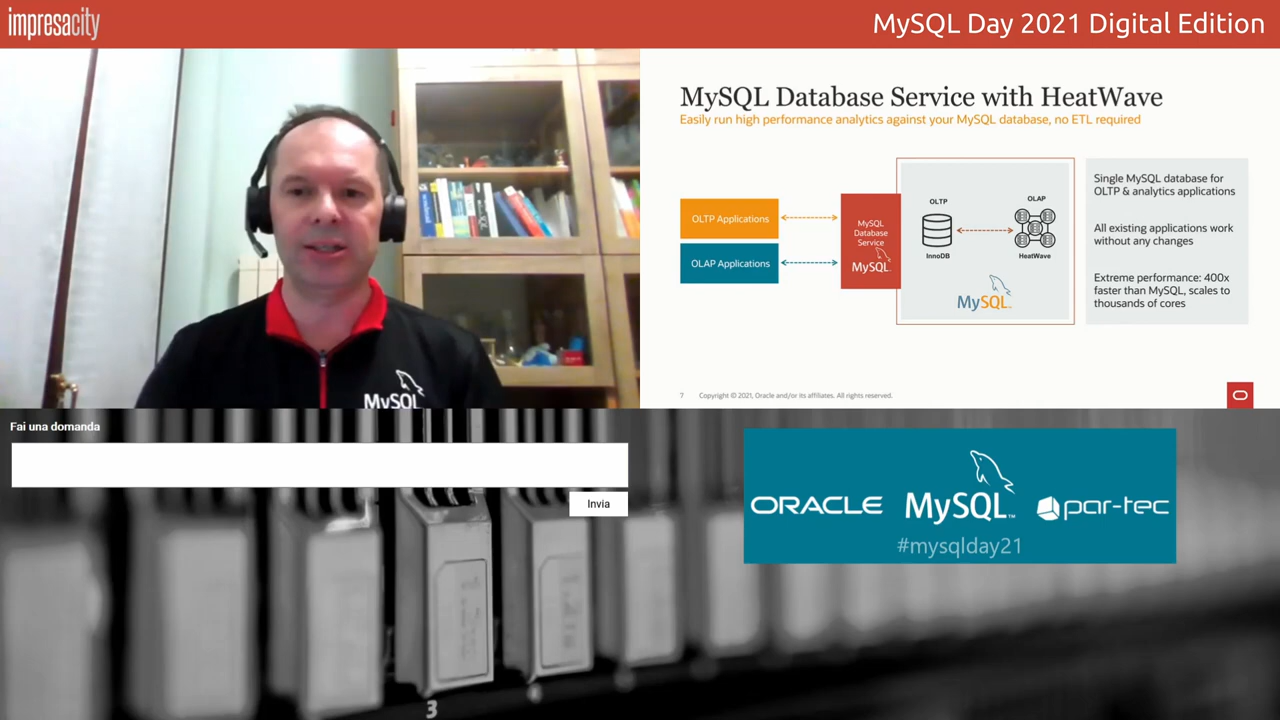 impresacity
MySQL Day 2021 Digital Edition
MySQL Database Service with HeatWave
Easily run high performance analytics against your MySQL database, no ETL required
OLTP Applications
OLAP Applications
MySQL
Database
Service
MySQL
OLTP
InnoDB
OLAP
HeatWave
MySQL™
Single MySQL database for
OLTP & analytics applications
All existing applications work
without any changes
Extreme performance: 400x
faster than MySQL, scales to
thousands of cores
7 Copyright © 2021, Oracle and/or its affiliates. All rights reserved.
MySQL
Fai una domanda
Invia
ORACLE MySQL™ par-tec
#mysqlday21
3
4